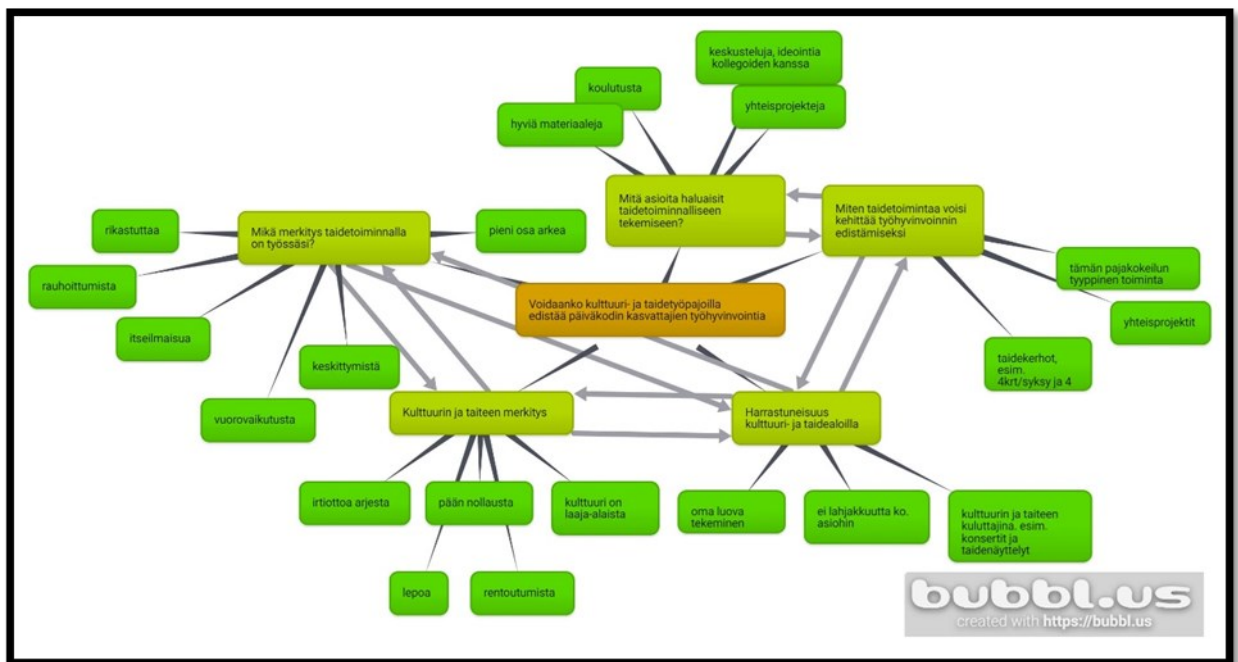 keskusteluja, ideointia
kollegoiden kanssa
koulutusta
yhteisprojekteja
hyviä materiaaleja
Mitä asioita haluaisit
taidetoiminnalliseen
tekemiseen?
Miten taidetoimintaa voisi
kehittää työhyvinvoinnin
edistämiseksi
rikastuttaa
Mikä merkitys taidetoiminnalla
on työssäsi?
pieni osa arkea
rauhoittumista
tämän pajakokeilun
tyyppinen toiminta
Voidaanko kulttuuri- ja taidetyöpajoilla
edistää päiväkodin kasvattajien työhyvinvointia
yhteisprojektit
itseilmaisua
keskittymistä
taidekerhot,
esim.
4krt/syksy ja 4
vuorovaikutusta
Kulttuurin ja taiteen merkitys
Harrastuneisuus
kulttuuri- ja taidealoilla
irtiottoa arjesta
pään nollausta
kulttuuri on
laaja-alaista
oma luova
tekeminen
ei lahjakkuutta ko.
asioihin
kulttuurin ja taiteen
kuluttajina. esim.
konsertit ja
taidenäyttelyt
lepoa
rentoutumista
bubbl.us
created with https://bubbl.us